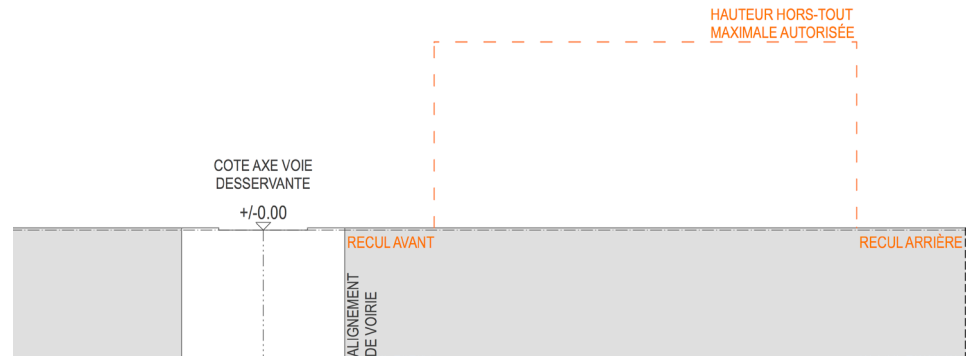 HAUTEUR HORS-TOUT
MAXIMALE AUTORISÉE
COTE AXE VOIE
DESSERVANTE
+/-0.00
RECUL AVANT
RECUL ARRIÈRE
ALIGNEMENT
DE VOIRIE